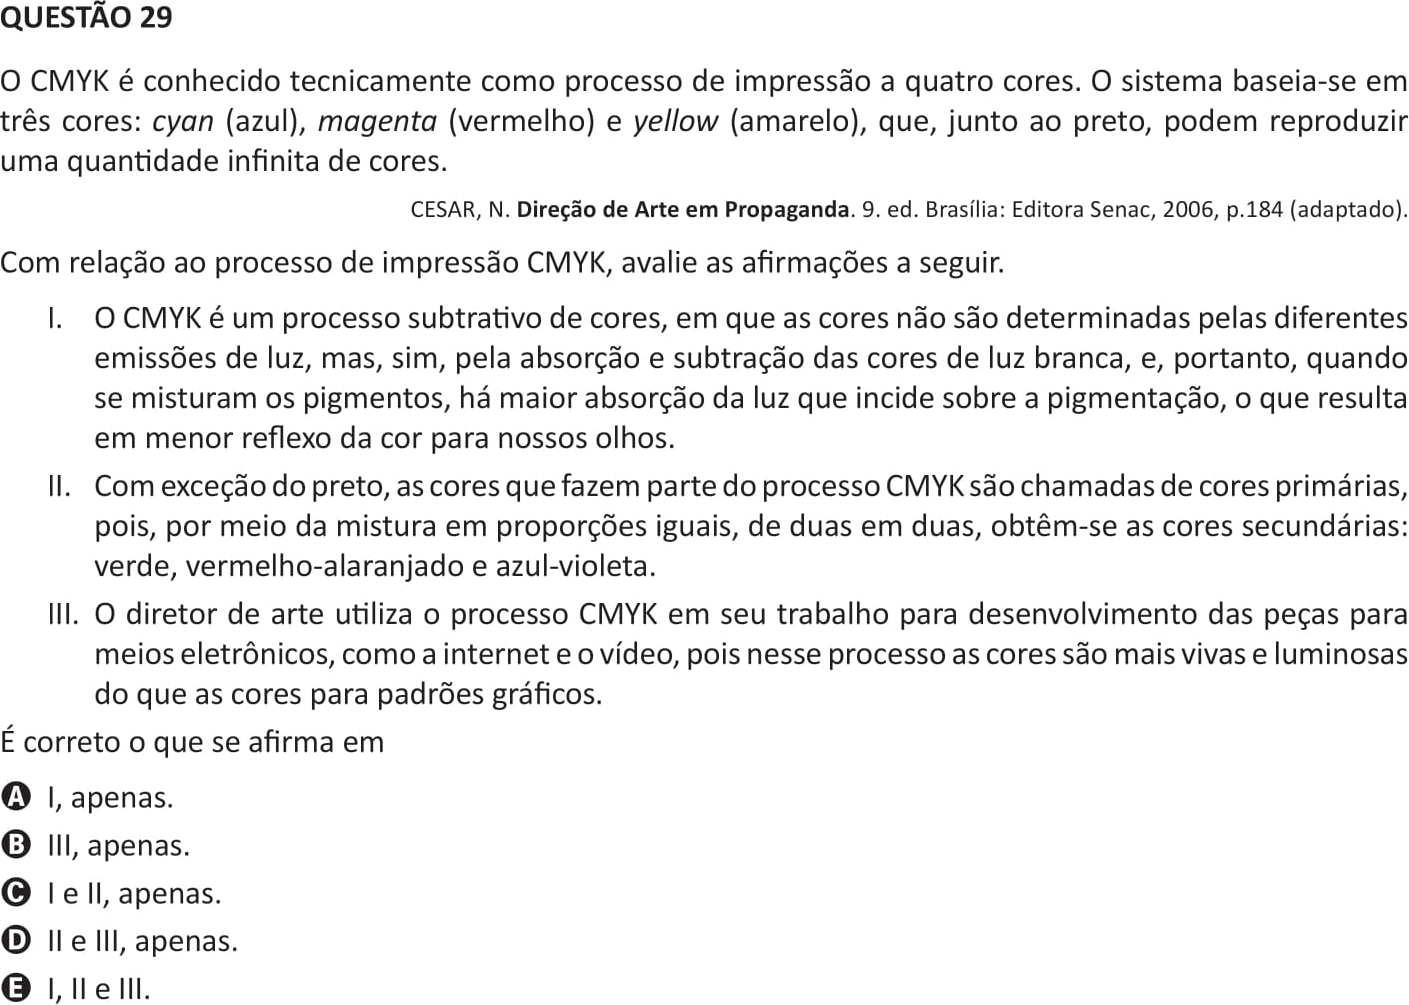 QUESTÃO 29
O CMYK é conhecido tecnicamente como processo de impressão a quatro cores. O sistema baseia-se em
três cores: cyan (azul), magenta (vermelho) e yellow (amarelo), que, junto ao preto, podem reproduzir
uma quantidade infinita de cores.
CESAR, N. Direção de Arte em Propaganda. 9. ed. Brasília: Editora Senac, 2006, p.184 (adaptado).
Com relação ao processo de impressão CMYK, avalie as afirmações a seguir.
I. O CMYK é um processo subtrativo de cores, em que as cores não são determinadas pelas diferentes
emissões de luz, mas, sim, pela absorção e subtração das cores de luz branca, e, portanto, quando
se misturam os pigmentos, há maior absorção da luz que incide sobre a pigmentação, o que resulta
em menor reflexo da cor para nossos olhos.
II. Com exceção do preto, as cores que fazem parte do processo CMYK são chamadas de cores primárias,
pois, por meio da mistura em proporções iguais, de duas em duas, obtêm-se as cores secundárias:
verde, vermelho-alaranjado e azul-violeta.
III. O diretor de arte utiliza o processo CMYK em seu trabalho para desenvolvimento das peças para
meios eletrônicos, como a internet e o vídeo, pois nesse processo as cores são mais vivas e luminosas
do que as cores para padrões gráficos.
É correto o que se afirma em
A I, apenas.
B III, apenas.
C I e II, apenas.
D II e III, apenas.
E I, II e III.